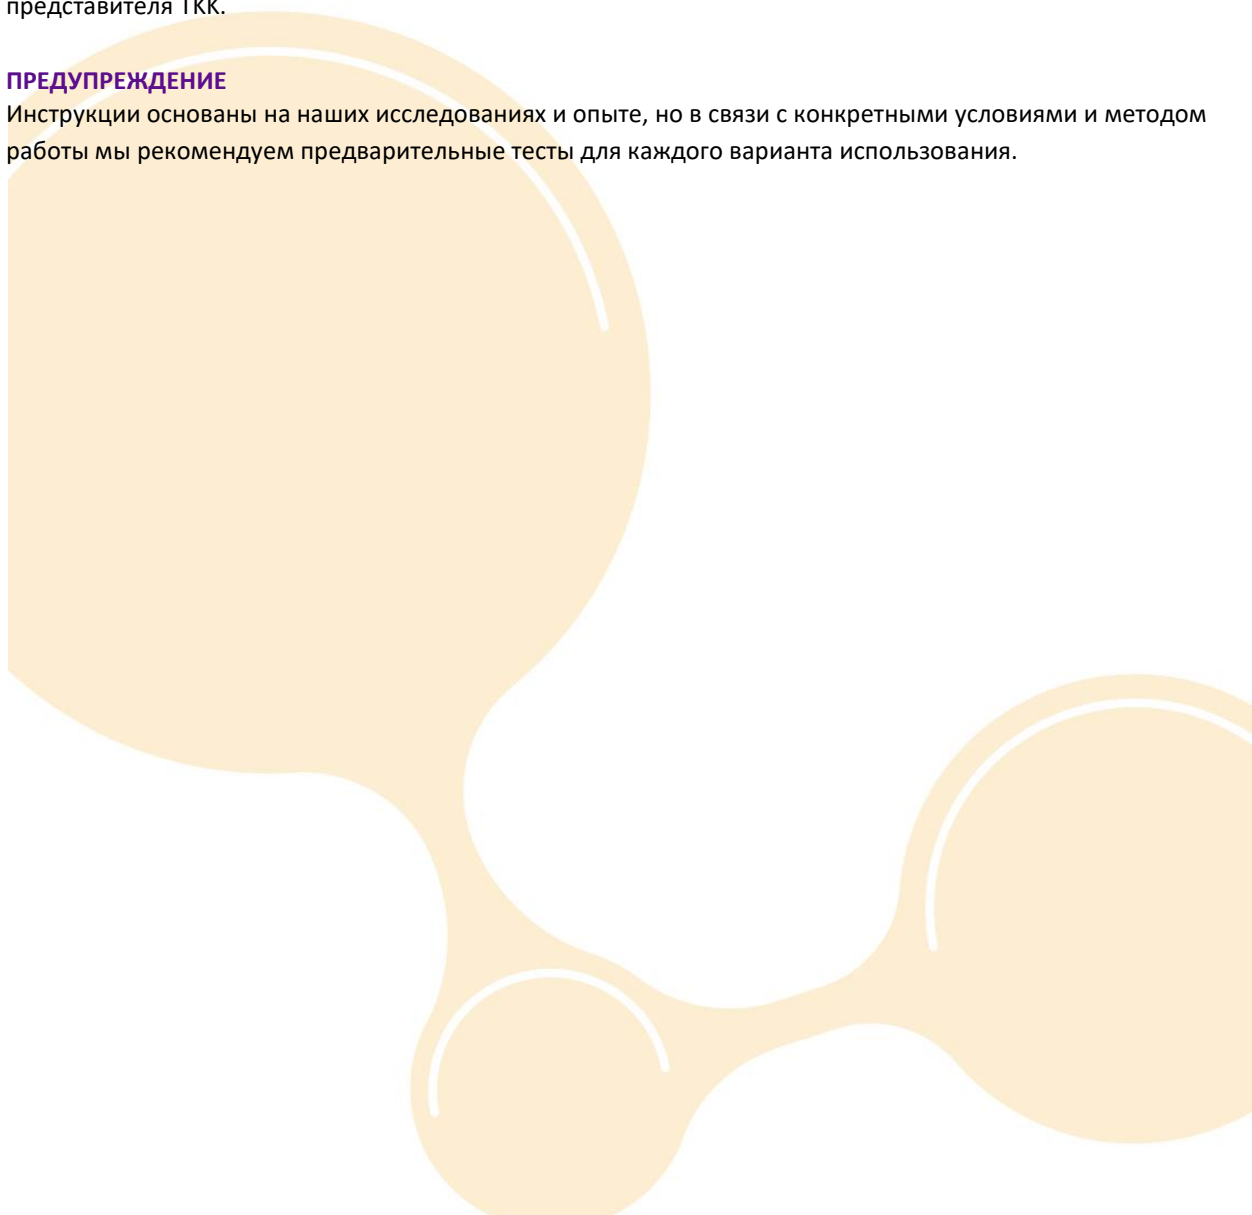 представителя ТКК.
ПРЕДУПРЕЖДЕНИЕ
Инструкции основаны на наших исследованиях и опыте, но в связи с конкретными условиями и методом
работы мы рекомендуем предварительные тесты для каждого варианта использования.